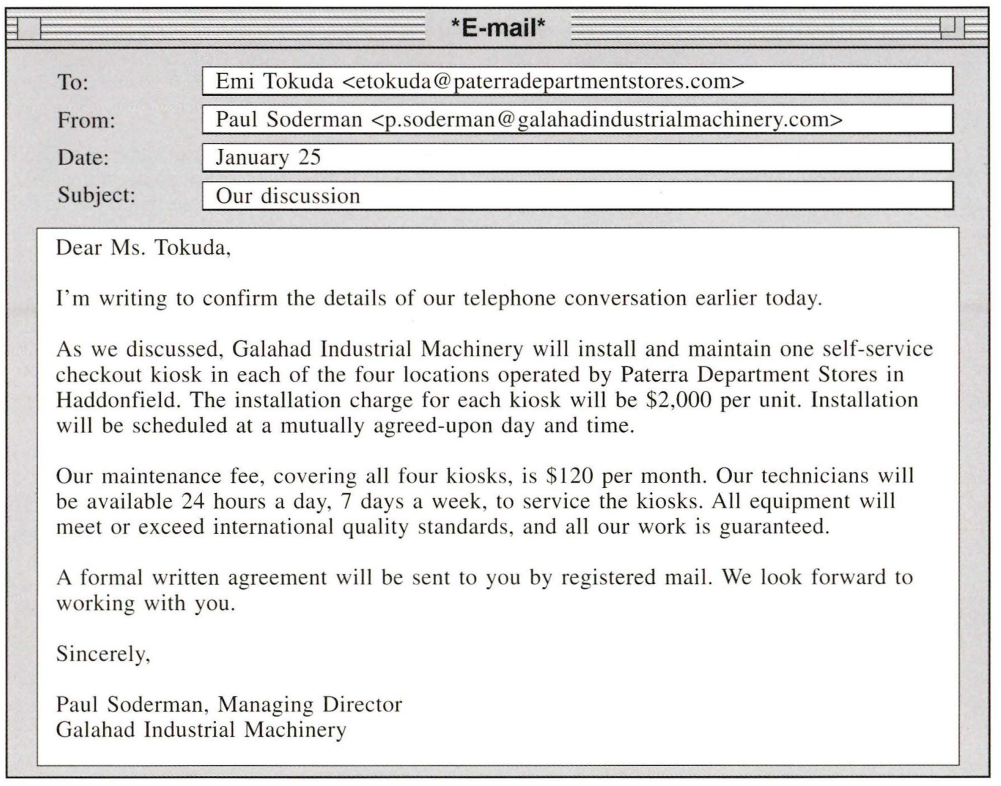 *E-mail*
To: Emi Tokuda <etokuda@paterradepartmentstores.com>
From: Paul Soderman <p.soderman@galahadindustrialmachinery.com>
Date: January 25
Subject: Our discussion
Dear Ms. Tokuda,
I'm writing to confirm the details of our telephone conversation earlier today.
As we discussed, Galahad Industrial Machinery will install and maintain one self-service
checkout kiosk in each of the four locations operated by Paterra Department Stores in
Haddonfield. The installation charge for each kiosk will be $2,000 per unit. Installation
will be scheduled at a mutually agreed-upon day and time.
Our maintenance fee, covering all four kiosks, is $120 per month. Our technicians will
be available 24 hours a day, 7 days a week, to service the kiosks. All equipment will
meet or exceed international quality standards, and all our work is guaranteed.
A formal written agreement will be sent to you by registered mail. We look forward to
working with you.
Sincerely,
Paul Soderman, Managing Director
Galahad Industrial Machinery